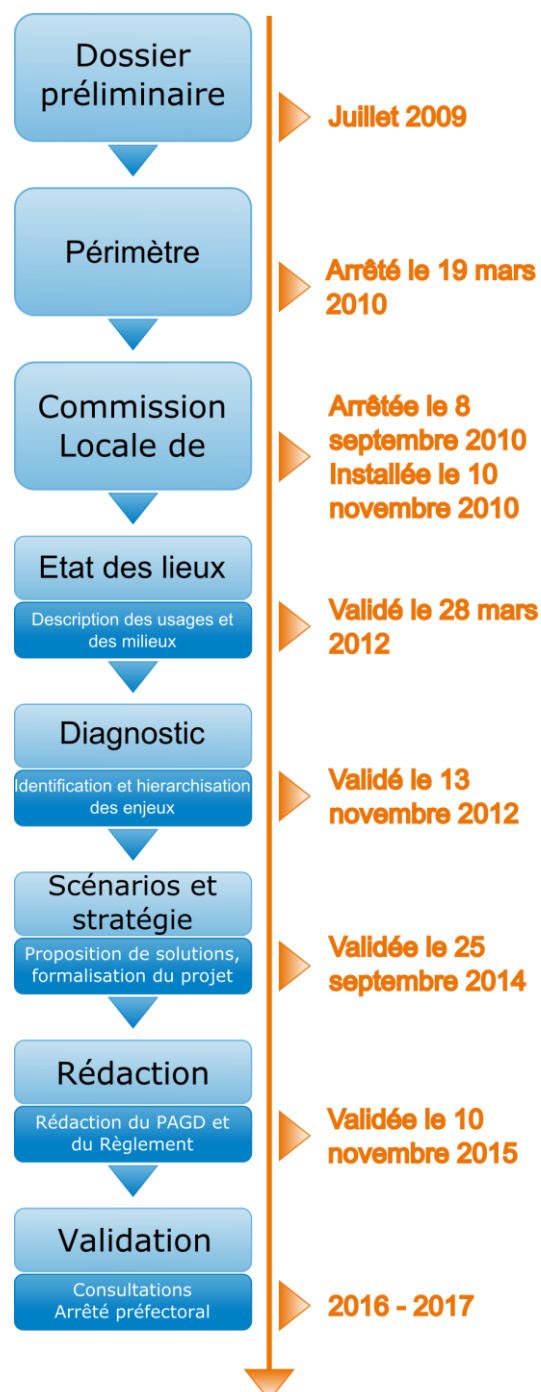 Dossier
préliminaire
Juillet 2009
Périmètre
Arrêté le 19 mars
2010
Commission
Locale de
Arrêtée le 8
septembre 2010
Installée le 10
novembre 2010
Etat des lieux
Description des usages et
des milieux
Validé le 28 mars
2012
Diagnostic
Identification et hierarchisation
des enjeux
Validé le 13
novembre 2012
Scénarios et
stratégie
Proposition de solutions,
formalisation du projet
Validée le 25
septembre 2014
Rédaction
Rédaction du PAGD et
du Règlement
Validée le 10
novembre 2015
Validation
Consultations
Arrêté préfectoral
2016 - 2017